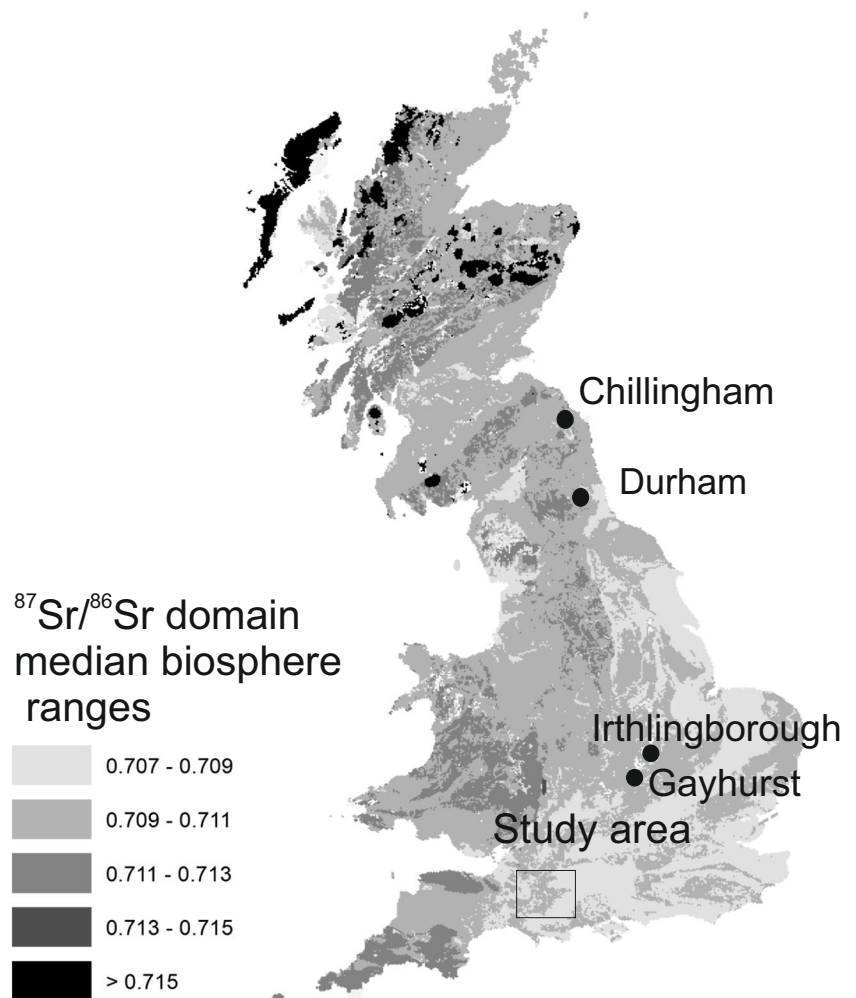 Chillingham
Durham
⁸⁷Sr/⁸⁶Sr domain
median biosphere
ranges
Irthlingborough
Gayhurst
Study area
0.707 - 0.709
0.709 - 0.711
0.711 - 0.713
0.713 - 0.715
> 0.715